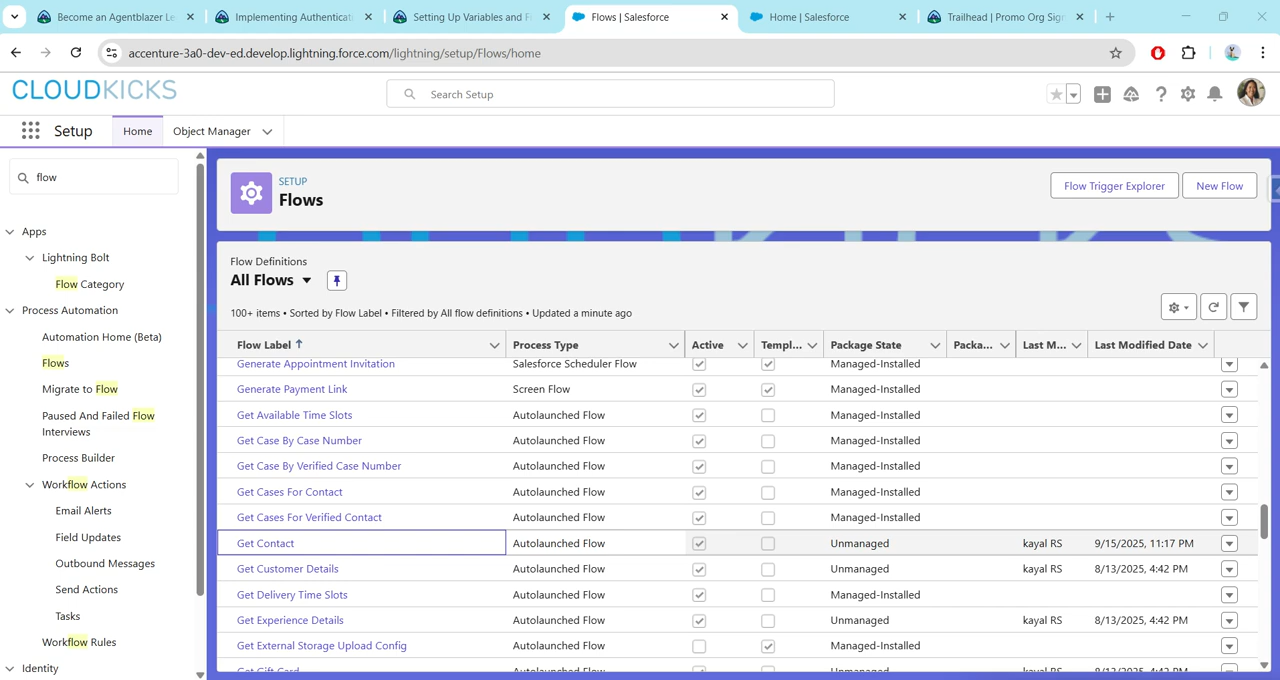 Become an Agentblazer Le
Implementing Authenticati
Setting Up Variables and F
Flows | Salesforce
Home | Salesforce
Trailhead | Promo Org Sign
accenture-3a0-dev-ed.develop.lightning.force.com/lightning/setup/Flows/home
CLOUDKICKS
Search Setup
Setup
Home
Object Manager
flow
Apps
Lightning Bolt
Flow Category
Process Automation
Automation Home (Beta)
Flows
Migrate to Flow
Paused And Failed Flow
Interviews
Process Builder
Workflow Actions
Email Alerts
Field Updates
Outbound Messages
Send Actions
Tasks
Workflow Rules
Identity
SETUP
Flows
Flow Trigger Explorer
New Flow
Flow Definitions
All Flows
100+ items • Sorted by Flow Label • Filtered by All flow definitions • Updated a minute ago
Flow Label Process Type Active Templ... Package State Packa... Last M... Last Modified Date
Generate Appointment Invitation Salesforce Scheduler Flow Managed-Installed
Generate Payment Link Screen Flow Managed-Installed
Get Available Time Slots Autolaunched Flow Managed-Installed
Get Case By Case Number Autolaunched Flow Managed-Installed
Get Case By Verified Case Number Autolaunched Flow Managed-Installed
Get Cases For Contact Autolaunched Flow Managed-Installed
Get Cases For Verified Contact Autolaunched Flow Managed-Installed
Get Contact Autolaunched Flow Unmanaged kayal RS 9/15/2025, 11:17 PM
Get Customer Details Autolaunched Flow Unmanaged kayal RS 8/13/2025, 4:42 PM
Get Delivery Time Slots Autolaunched Flow Managed-Installed
Get Experience Details Autolaunched Flow Unmanaged kayal RS 8/13/2025, 4:42 PM
Get External Storage Upload Config Autolaunched Flow Managed-Installed
Get Gift Card Autolaunched Flow Unmanaged kayal RS 8/13/2025, 4:42 PM